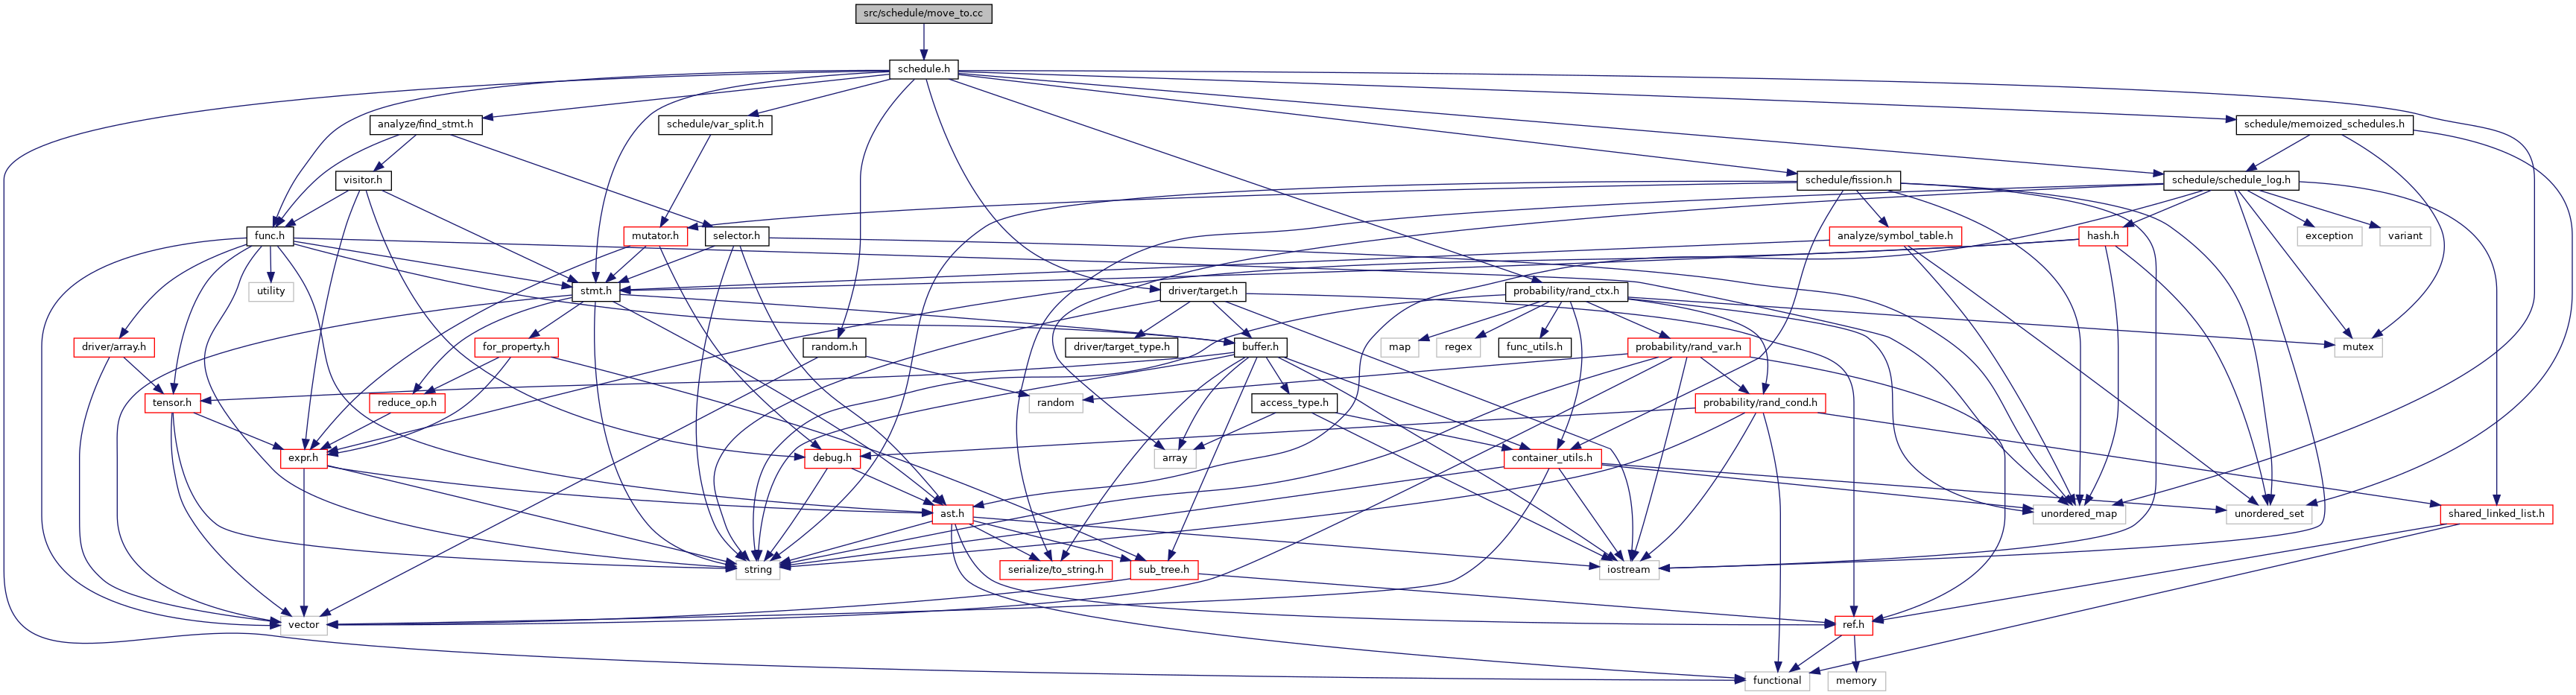 src/schedule/move_to.cc
schedule.h
analyze/find_stmt.h
schedule/var_split.h
schedule/memoized_schedules.h
visitor.h
schedule/fission.h
schedule/schedule_log.h
func.h
mutator.h
selector.h
analyze/symbol_table.h
hash.h
exception
variant
utility
stmt.h
driver/target.h
probability/rand_ctx.h
driver/array.h
for_property.h
random.h
driver/target_type.h
buffer.h
map
regex
func_utils.h
probability/rand_var.h
mutex
tensor.h
reduce_op.h
random
access_type.h
probability/rand_cond.h
expr.h
debug.h
array
container_utils.h
ast.h
unordered_map
unordered_set
shared_linked_list.h
string
serialize/to_string.h
sub_tree.h
iostream
vector
ref.h
functional
memory